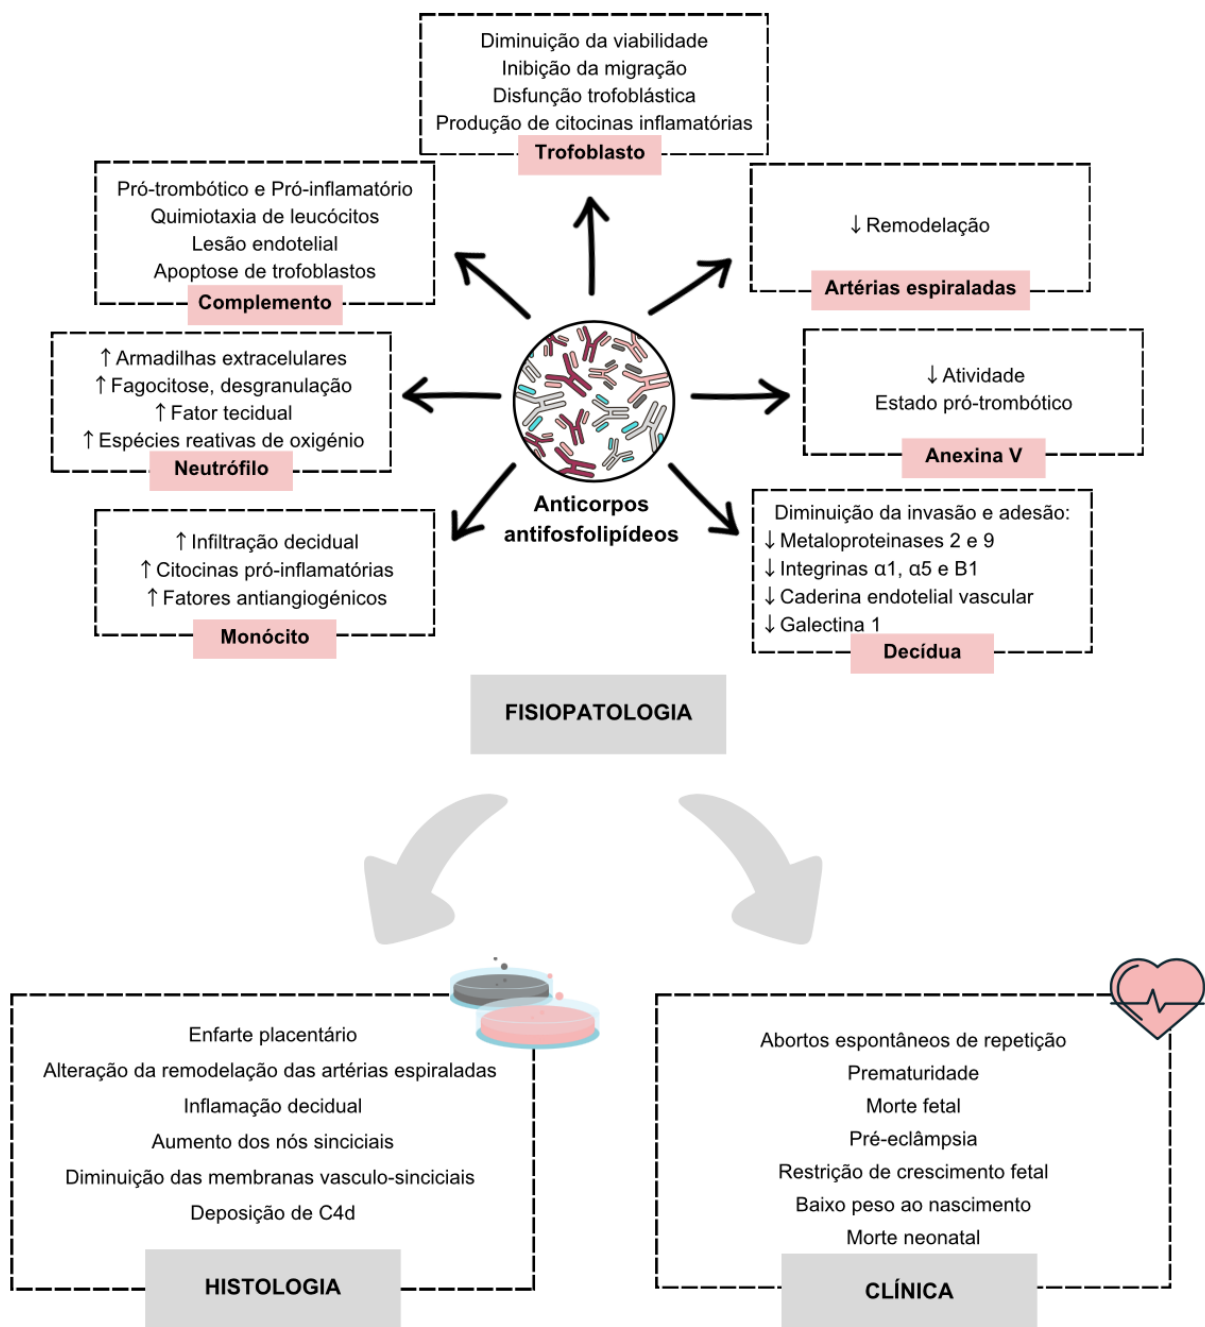 Diminuição da viabilidade
Inibição da migração
Disfunção trofoblástica
Produção de citocinas inflamatórias
Trofoblasto
Pró-trombótico e Pró-inflamatório
Quimiotaxia de leucócitos
Lesão endotelial
Apoptose de trofoblastos
Complemento
↓ Remodelação
Artérias espiraladas
↑ Armadilhas extracelulares
↑ Fagocitose, desgranulação
↑ Fator tecidual
↑ Espécies reativas de oxigénio
Neutrófilo
↓ Atividade
Estado pró-trombótico
Anexina V
Anticorpos
antifosfolipídeos
↑ Infiltração decidual
↑ Citocinas pró-inflamatórias
↑ Fatores antiangiogénicos
Monócito
Diminuição da invasão e adesão:
↓ Metaloproteinases 2 e 9
↓ Integrinas α1, α5 e B1
↓ Caderina endotelial vascular
↓ Galectina 1
Decídua
FISIOPATOLOGIA
Enfarte placentário
Alteração da remodelação das artérias espiraladas
Inflamação decidual
Aumento dos nós sinciciais
Diminuição das membranas vasculo-sinciciais
Deposição de C4d
HISTOLOGIA
Abortos espontâneos de repetição
Prematuridade
Morte fetal
Pré-eclâmpsia
Restrição de crescimento fetal
Baixo peso ao nascimento
Morte neonatal
CLÍNICA